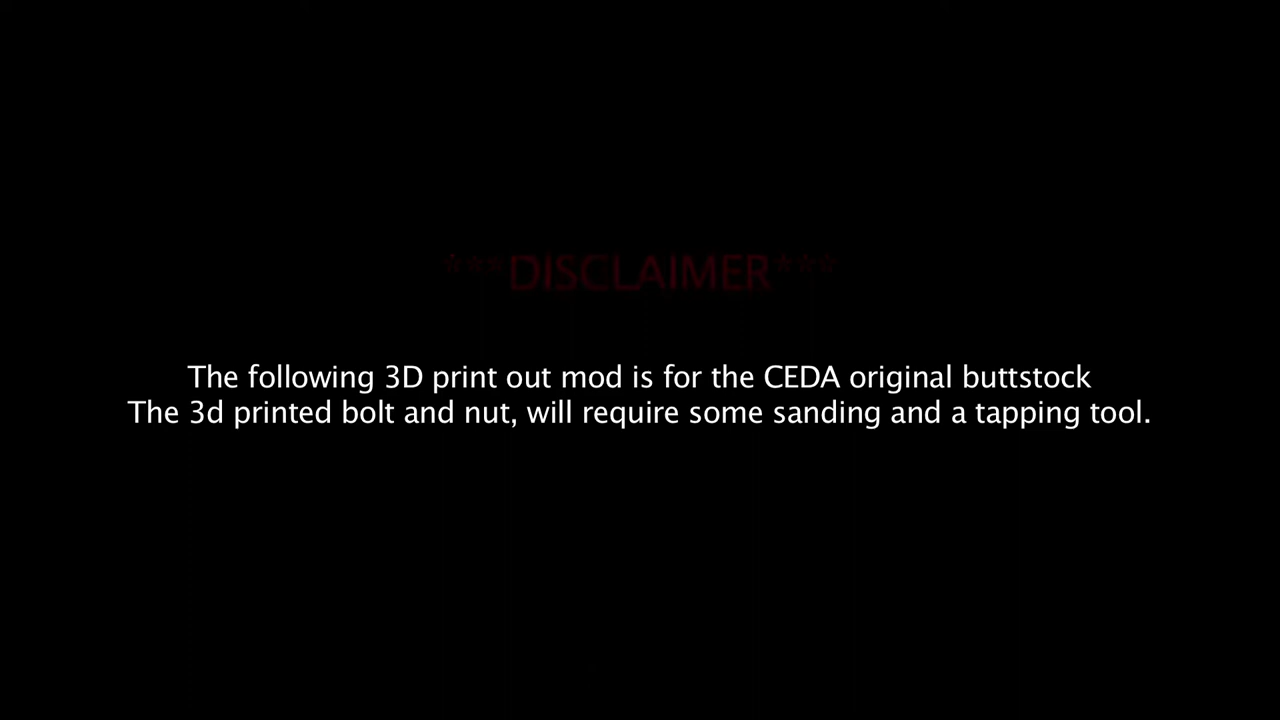 ***DISCLAIMER***
The following 3D print out mod is for the CEDA original buttstock
The 3d printed bolt and nut, will require some sanding and a tapping tool.